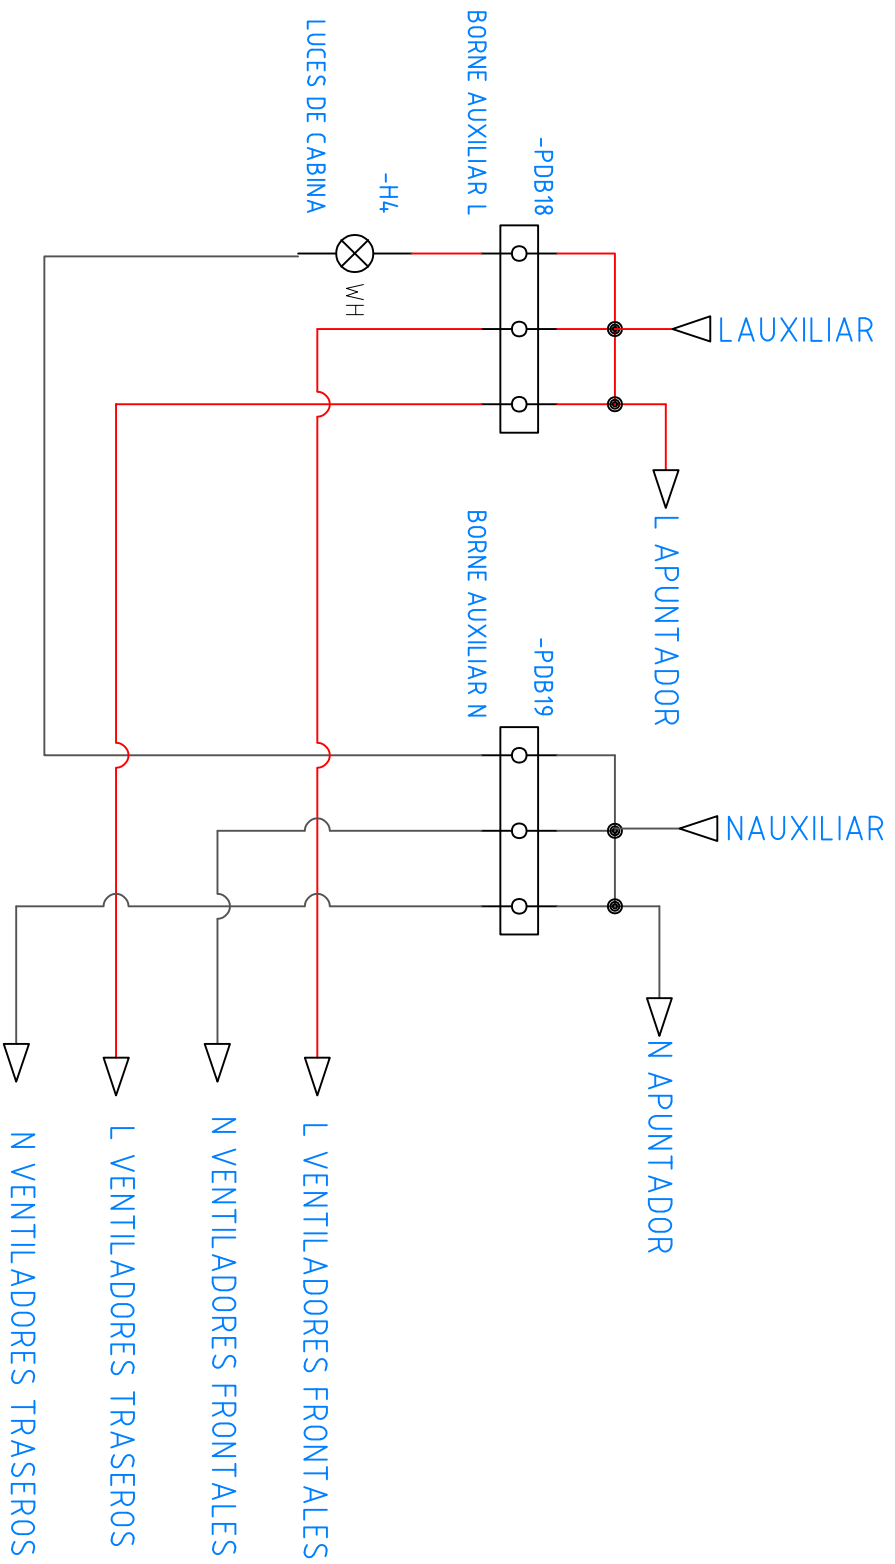 LUCES DE CABINA
-H4
WH
BORNE AUXILIAR L
-PDB18
LAUXILIAR
L APUNTADOR
BORNE AUXILIAR N
-PDB19
NAUXILIAR
N APUNTADOR
L VENTILADORES FRONTALES
N VENTILADORES FRONTALES
L VENTILADORES TRASEROS
N VENTILADORES TRASEROS